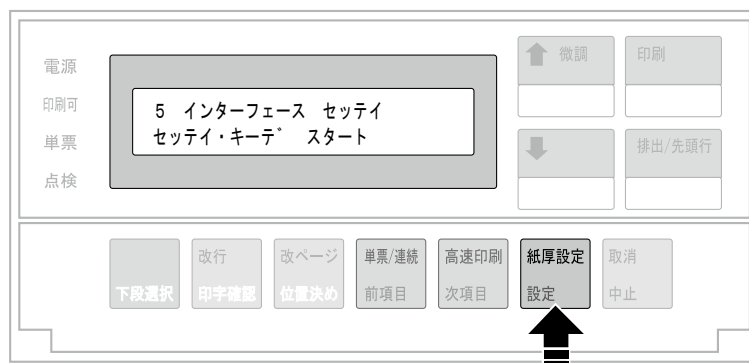 電源
印刷可
単票
点検
5 インターフェース セッテイ
セッテイ・キーデ スタート
微調
印刷
排出/先頭行
下段選択
改行
印字確認
改ページ
位置決め
単票/連続
前項目
高速印刷
次項目
紙厚設定
設定
取消
中止